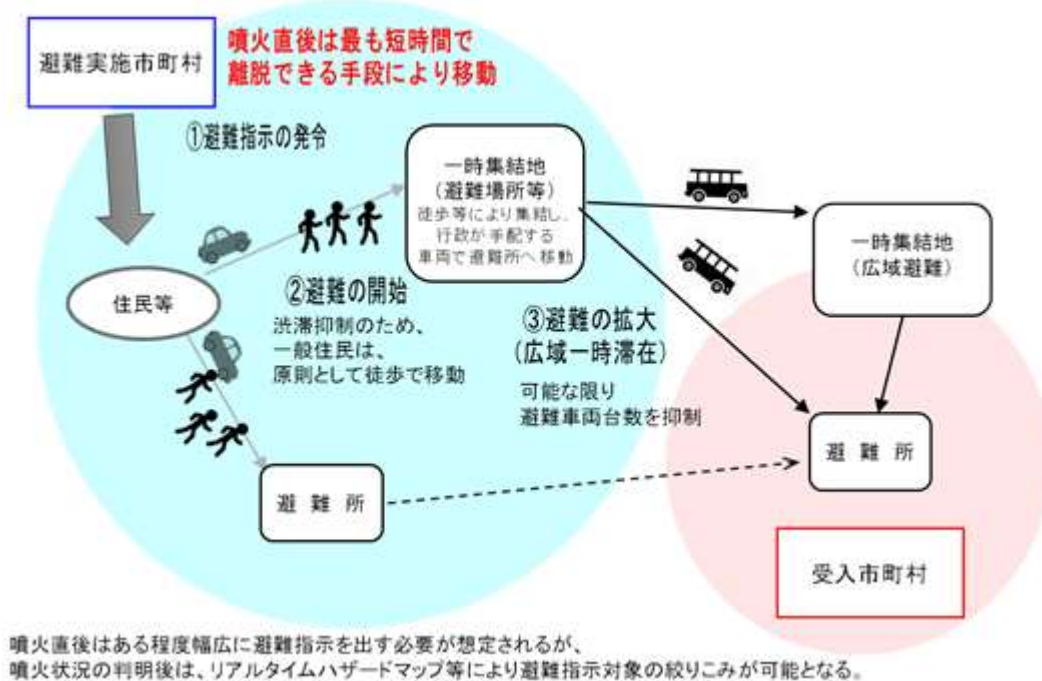 避難実施市町村
噴火直後は最も短時間で
離脱できる手段により移動
①避難指示の発令
一時集結地
(避難場所等)
徒歩等により集結し、
行政が手配する
車両で避難所へ移動
一時集結地
(広域避難)
住民等
②避難の開始
渋滞抑制のため、
一般住民は、
原則として徒歩で移動
③避難の拡大
(広域一時滞在)
可能な限り
避難車両台数を抑制
避 難 所
避 難 所
受入市町村
噴火直後はある程度幅広に避難指示を出す必要が想定されるが、
噴火状況の判明後は、リアルタイムハザードマップ等により避難指示対象の絞りこみが可能となる。